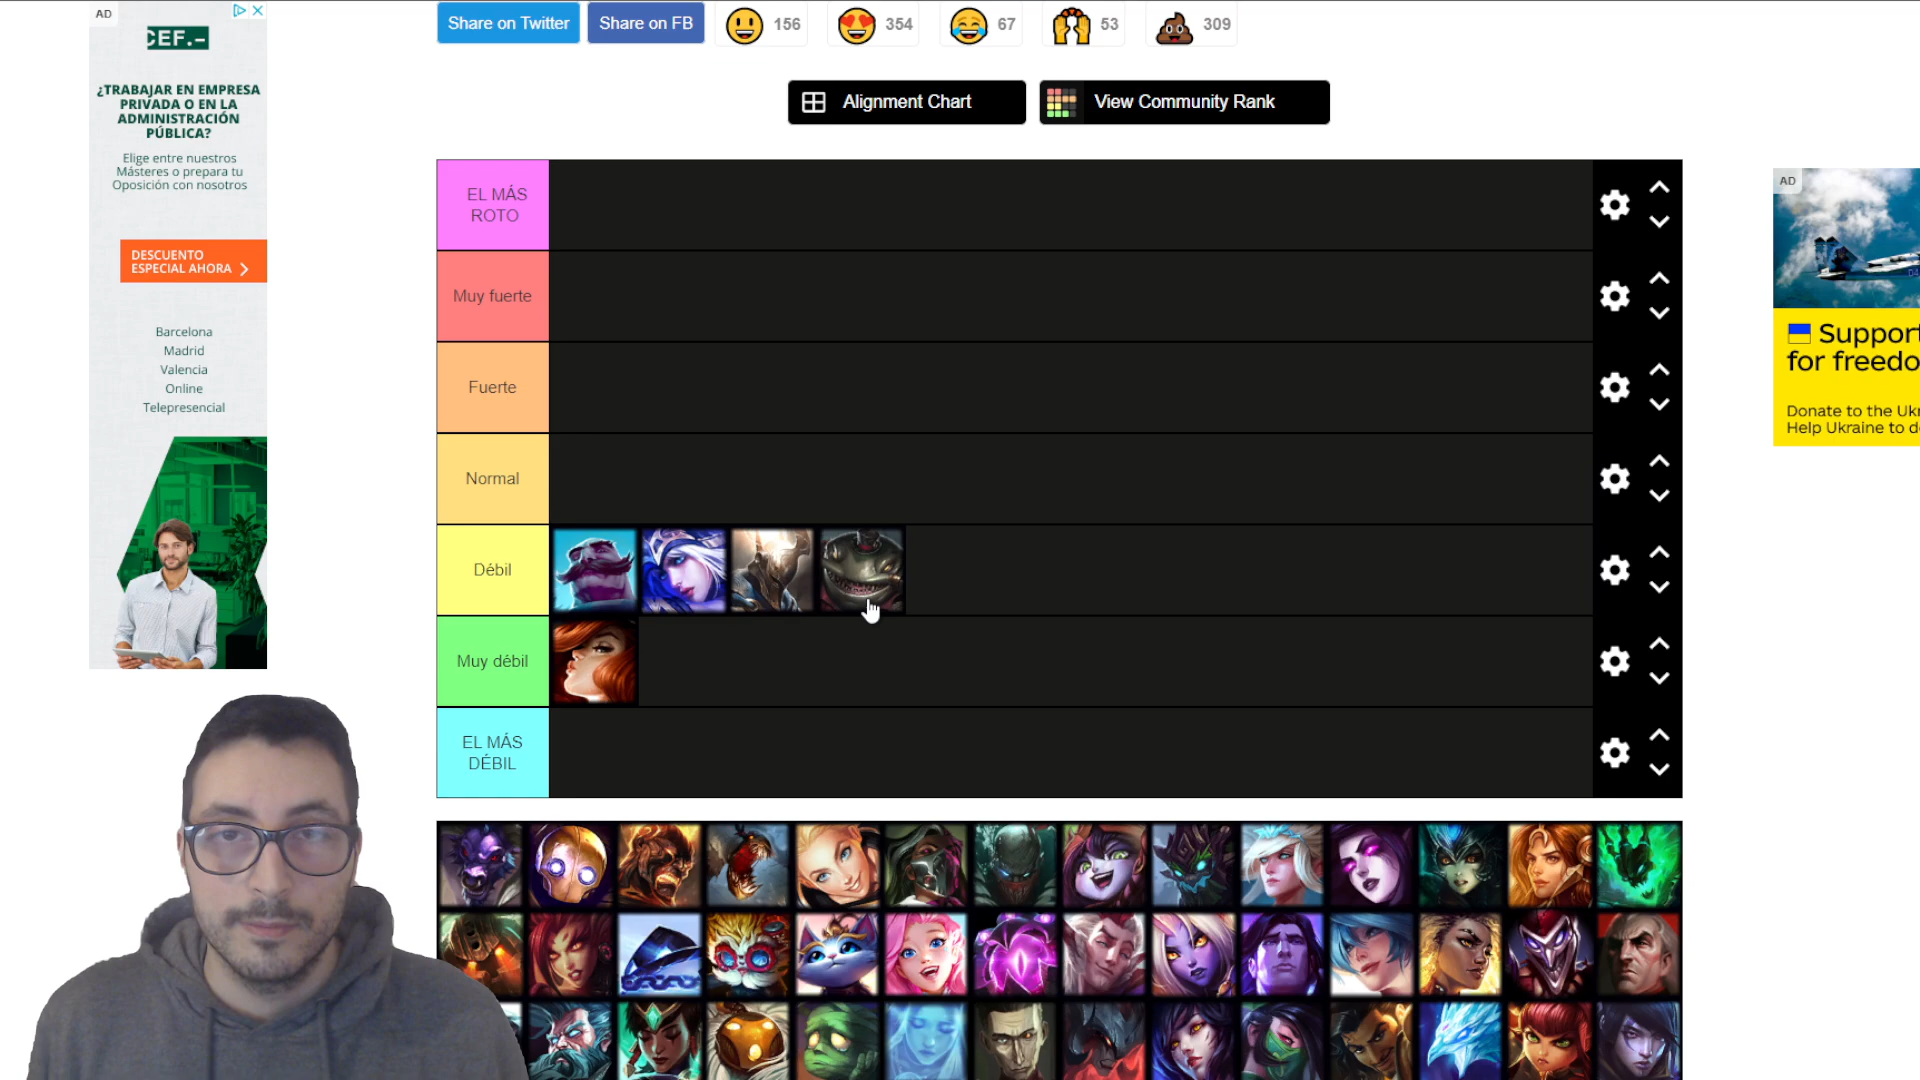 AD
CEF.-
¿TRABAJAR EN EMPRESA
PRIVADA O EN LA
ADMINISTRACIÓN
PÚBLICA?
Elige entre nuestros
Másteres o prepara tu
Oposición con nosotros
DESCUENTO
ESPECIAL AHORA
Barcelona
Madrid
Valencia
Online
Telepresencial
Share on Twitter
Share on FB
156
354
67
53
309
Alignment Chart
View Community Rank
EL MÁS
ROTO
Muy fuerte
Fuerte
Normal
Débil
Muy débil
EL MÁS
DÉBIL
AD
Support
for freedo
Donate to the Ukr
Help Ukraine to d